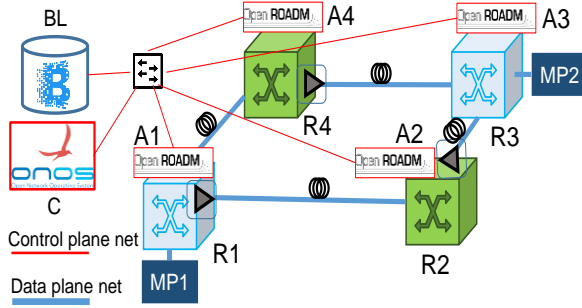 BL
Open ROADM
A4
Open ROADM
A3
MP2
R4
R3
A1
A2
Open ROADM
Open ROADM
onos
Open Network Operating System
C
R1
R2
Control plane net
Data plane net
MP1